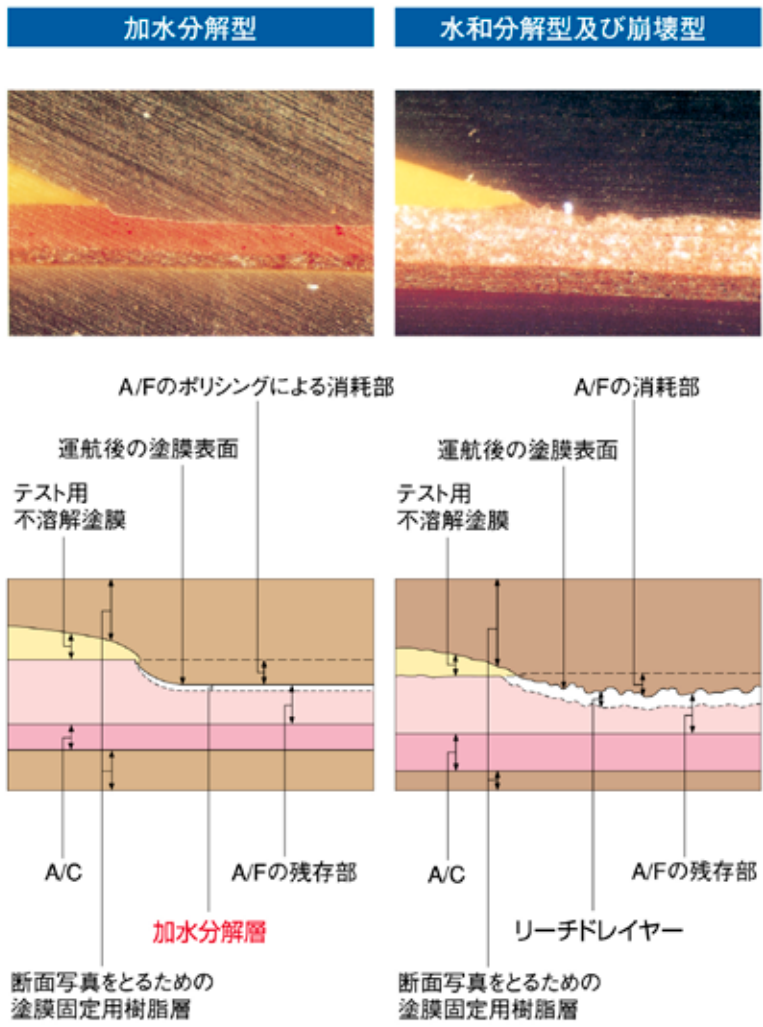 加水分解型
水和分解型及び崩壊型
A/Fのポリシングによる消耗部
運航後の塗膜表面
テスト用
不溶解塗膜
A/C
A/Fの残存部
加水分解層
断面写真をとるための
塗膜固定用樹脂層
A/Fの消耗部
運航後の塗膜表面
テスト用
不溶解塗膜
A/C
A/Fの残存部
リーチドレイヤー
断面写真をとるための
塗膜固定用樹脂層